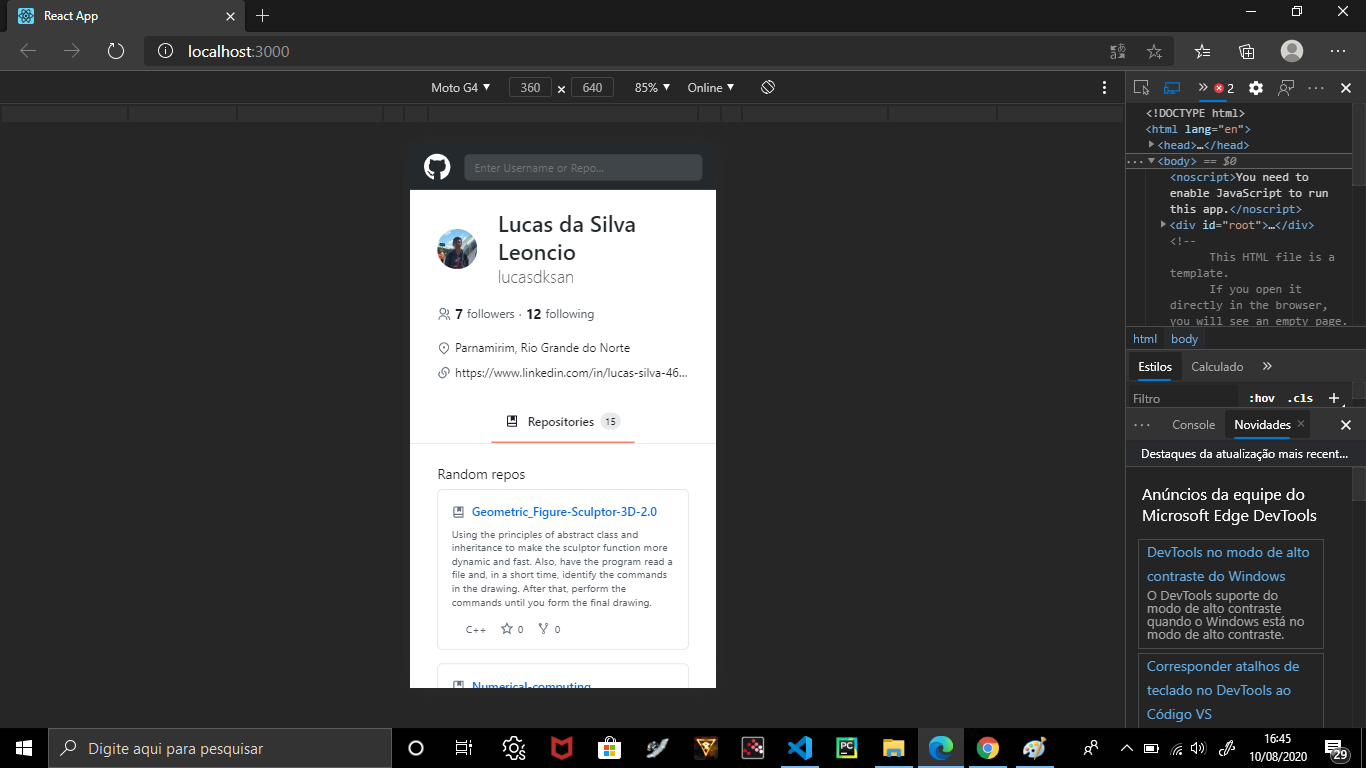 React App
localhost:3000
Moto G4 360 x 640 85% Online
2
<!DOCTYPE html>
<html lang="en">
<head>…</head>
<body> == $0
<noscript>You need to
enable JavaScript to run
this app.</noscript>
<div id="root">…</div>
<!--
This HTML file is a
template.
If you open it
directly in the browser,
you will see an empty page.
html body
Estilos Calculado
Filtro :hov .cls +
Console Novidades
Destaques da atualização mais recent...
Anúncios da equipe do
Microsoft Edge DevTools
DevTools no modo de alto
contraste do Windows
O DevTools suporte do
modo de alto contraste
quando o Windows está no
modo de alto contraste.
Corresponder atalhos de
teclado no DevTools ao
Código VS
Enter Username or Repo...
Lucas da Silva
Leoncio
lucasdksan
7 followers · 12 following
Parnamirim, Rio Grande do Norte
https://www.linkedin.com/in/lucas-silva-46...
Repositories 15
Random repos
Geometric_Figure-Sculptor-3D-2.0
Using the principles of abstract class and
inheritance to make the sculptor function more
dynamic and fast. Also, have the program read a
file and, in a short time, identify the commands
in the drawing. After that, perform the
commands until you form the final drawing.
C++ 0 0
Numerical-computing
Digite aqui para pesquisar
PC
16:45
10/08/2020
29